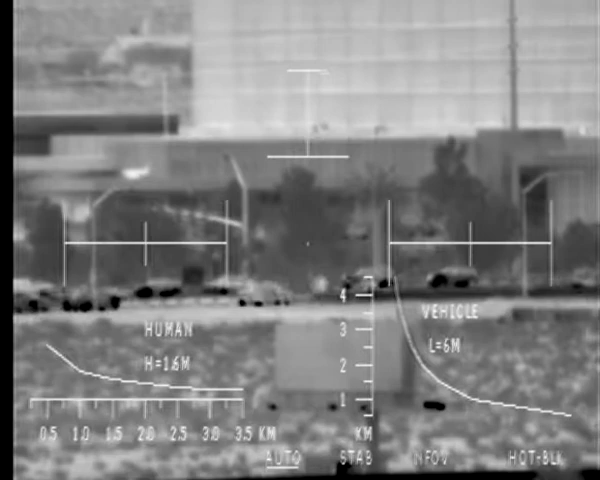 4
VEHICLE
HUMAN
3
L=6M
H=1.6M
2
1
0.5 1.0 1.5 2.0 2.5 3.0 3.5 KM
KM
AUTO STAB NFOV HOT-BLK